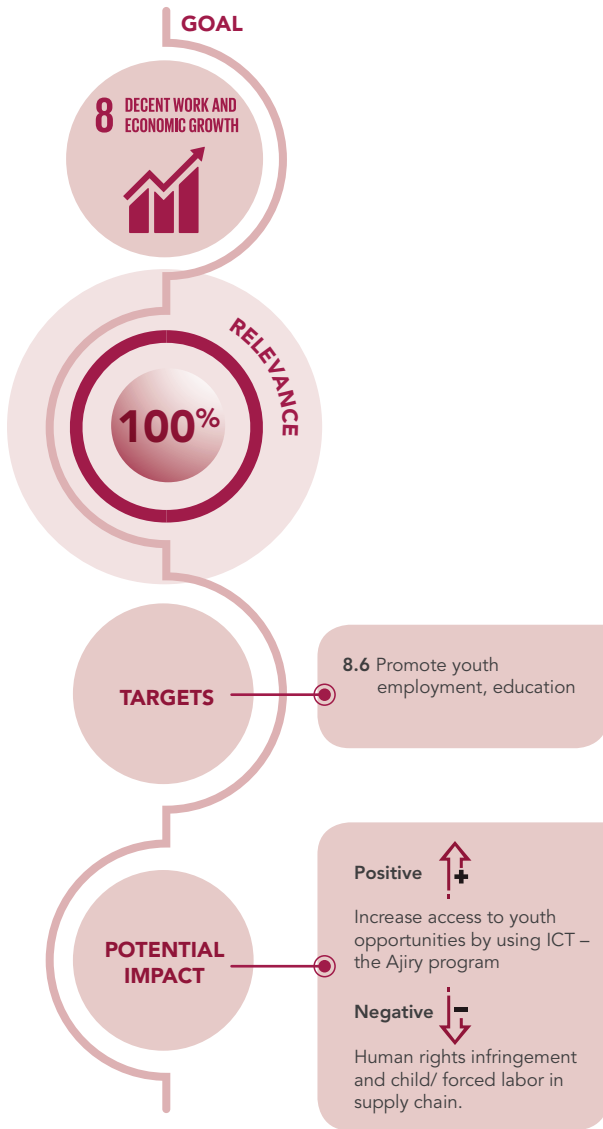 GOAL
8 DECENT WORK AND
ECONOMIC GROWTH
RELEVANCE
100%
TARGETS
8.6 Promote youth
employment, education
POTENTIAL
IMPACT
Positive +
Increase access to youth
opportunities by using ICT –
the Ajiry program
Negative –
Human rights infringement
and child/ forced labor in
supply chain.